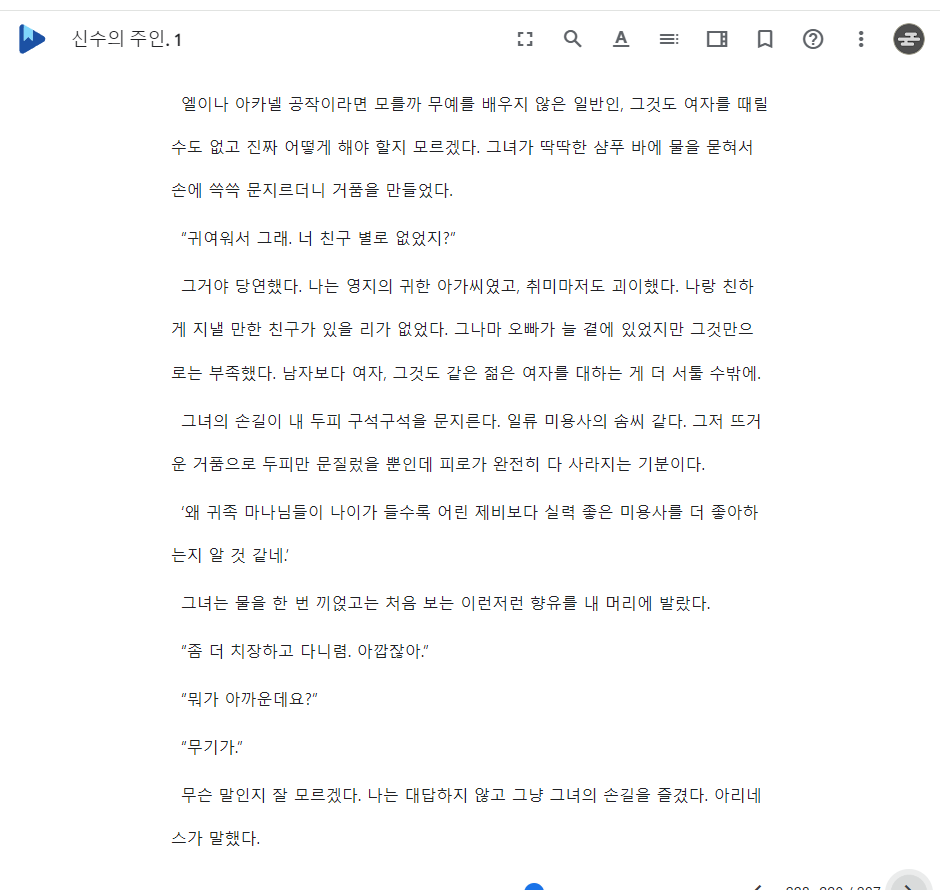 신수의 주인. 1
엘이나 아카넬 공작이라면 모를까 무예를 배우지 않은 일반인, 그것도 여자를 때릴
수도 없고 진짜 어떻게 해야 할지 모르겠다. 그녀가 딱딱한 샴푸 바에 물을 묻혀서
손에 쓱쓱 문지르더니 거품을 만들었다.
“귀여워서 그래. 너 친구 별로 없었지?”
그거야 당연했다. 나는 영지의 귀한 아가씨였고, 취미마저도 괴이했다. 나랑 친하
게 지낼 만한 친구가 있을 리가 없었다. 그나마 오빠가 늘 곁에 있었지만 그것만으
로는 부족했다. 남자보다 여자, 그것도 같은 젊은 여자를 대하는 게 더 서툴 수밖에.
그녀의 손길이 내 두피 구석구석을 문지른다. 일류 미용사의 솜씨 같다. 그저 뜨거
운 거품으로 두피만 문질렀을 뿐인데 피로가 완전히 다 사라지는 기분이다.
‘왜 귀족 마나님들이 나이가 들수록 어린 제비보다 실력 좋은 미용사를 더 좋아하
는지 알 것 같네.’
그녀는 물을 한 번 끼얹고는 처음 보는 이런저런 향유를 내 머리에 발랐다.
“좀 더 치장하고 다니렴. 아깝잖아.”
“뭐가 아까운데요?”
“무기가.”
무슨 말인지 잘 모르겠다. 나는 대답하지 않고 그냥 그녀의 손길을 즐겼다. 아리네
스가 말했다.